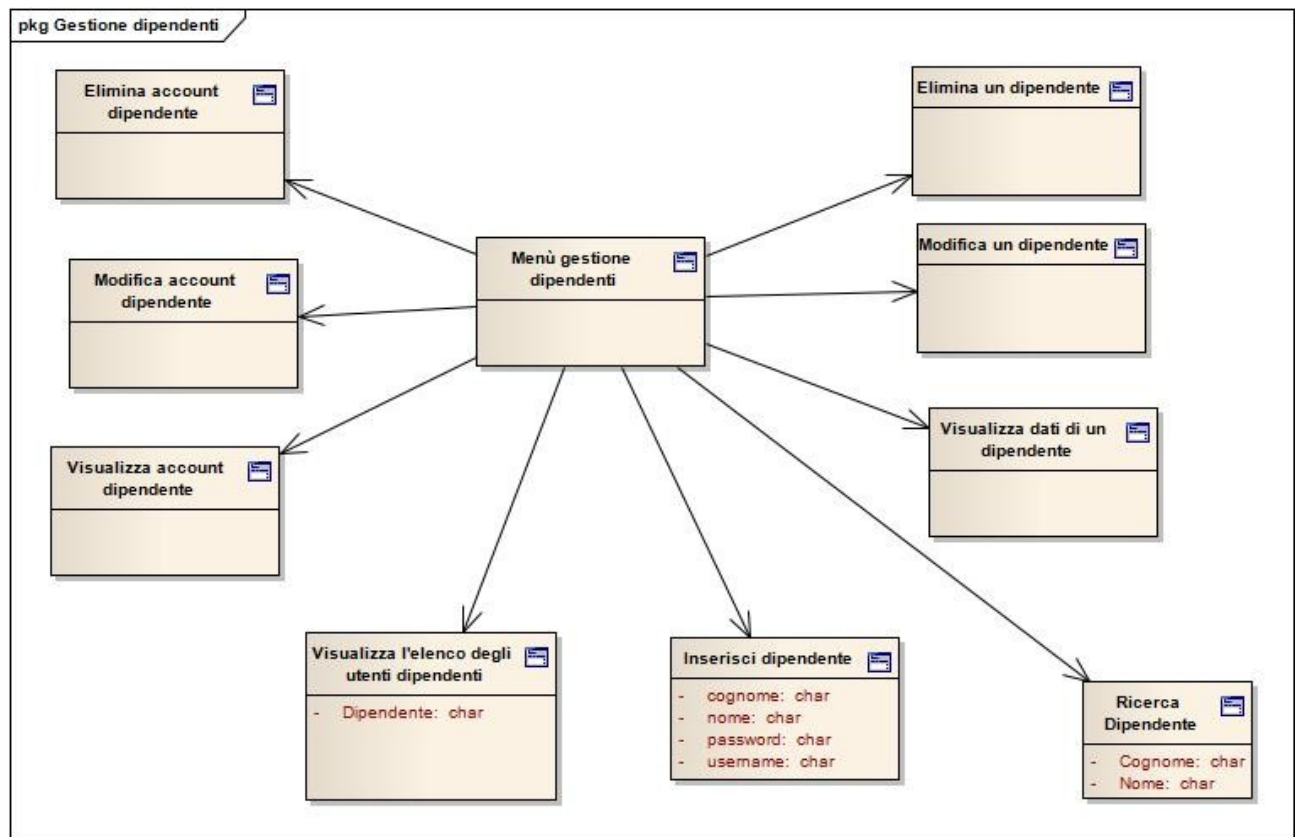 pkg Gestione dipendenti
Elimina account
dipendente
Elimina un dipendente
Modifica un dipendente
Menù gestione
dipendenti
Modifica account
dipendente
Visualizza dati di un
dipendente
Visualizza account
dipendente
Visualizza l'elenco degli
utenti dipendenti
- Dipendente: char
Inserisci dipendente
- cognome: char
- nome: char
- password: char
- username: char
Ricerca
Dipendente
- Cognome: char
- Nome: char